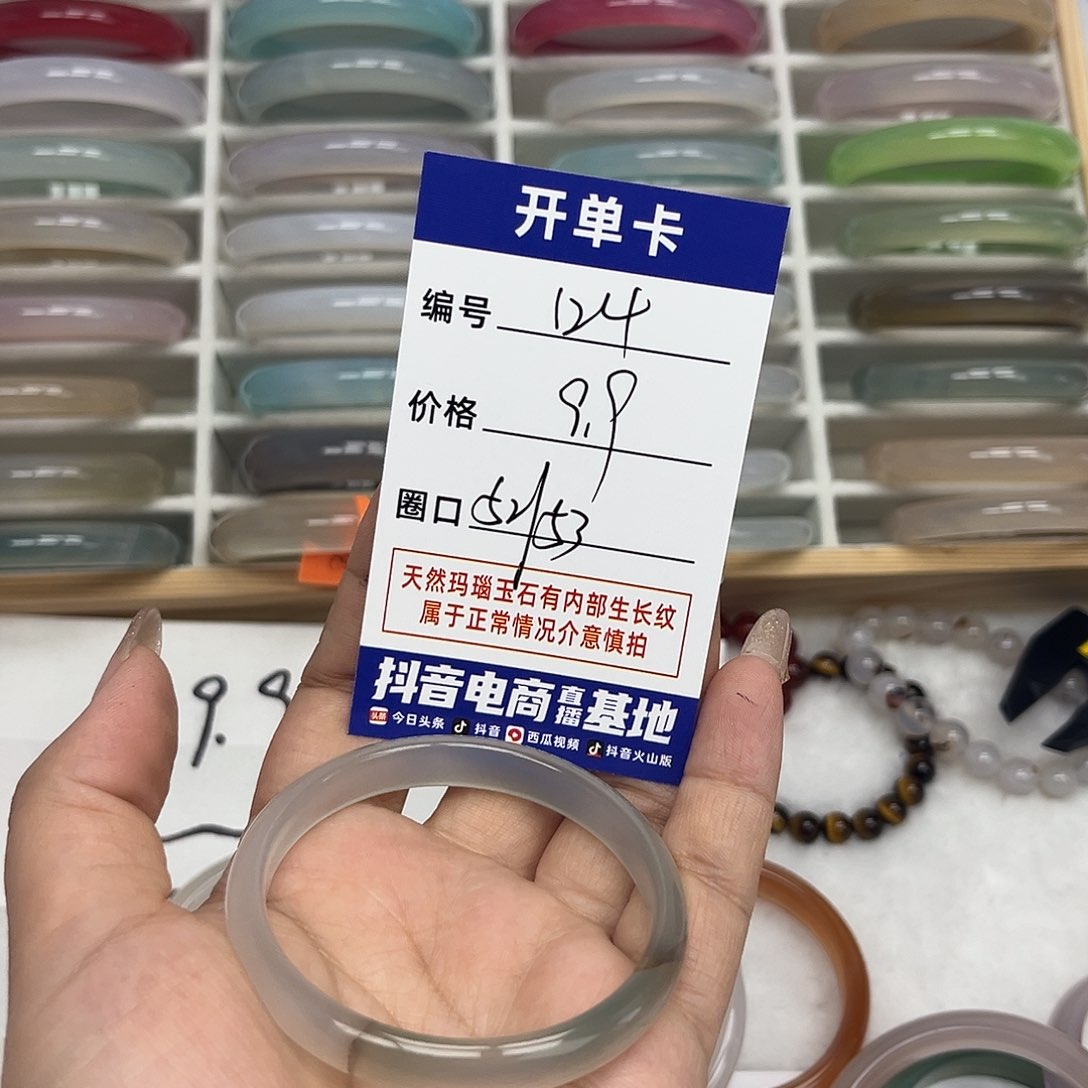 开单卡
编号 124
价格 9.9
圈口 52/53
天然玛瑙玉石有内部生长纹
属于正常情况介意慎拍
抖音电商直播基地
头条 今日头条 抖音 西瓜视频 抖音火山版
9.9